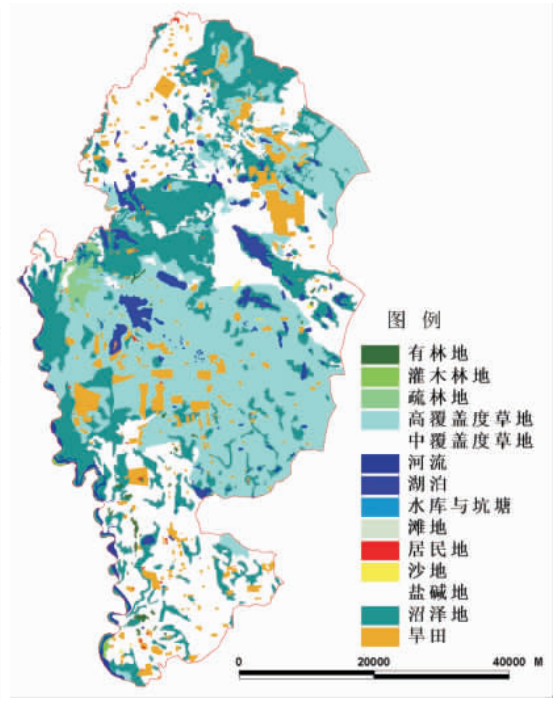 图 例
有林地
灌木林地
疏林地
高覆盖度草地
中覆盖度草地
河流
湖泊
水库与坑塘
滩地
居民地
沙地
盐碱地
沼泽地
旱田
0 20000 40000 M